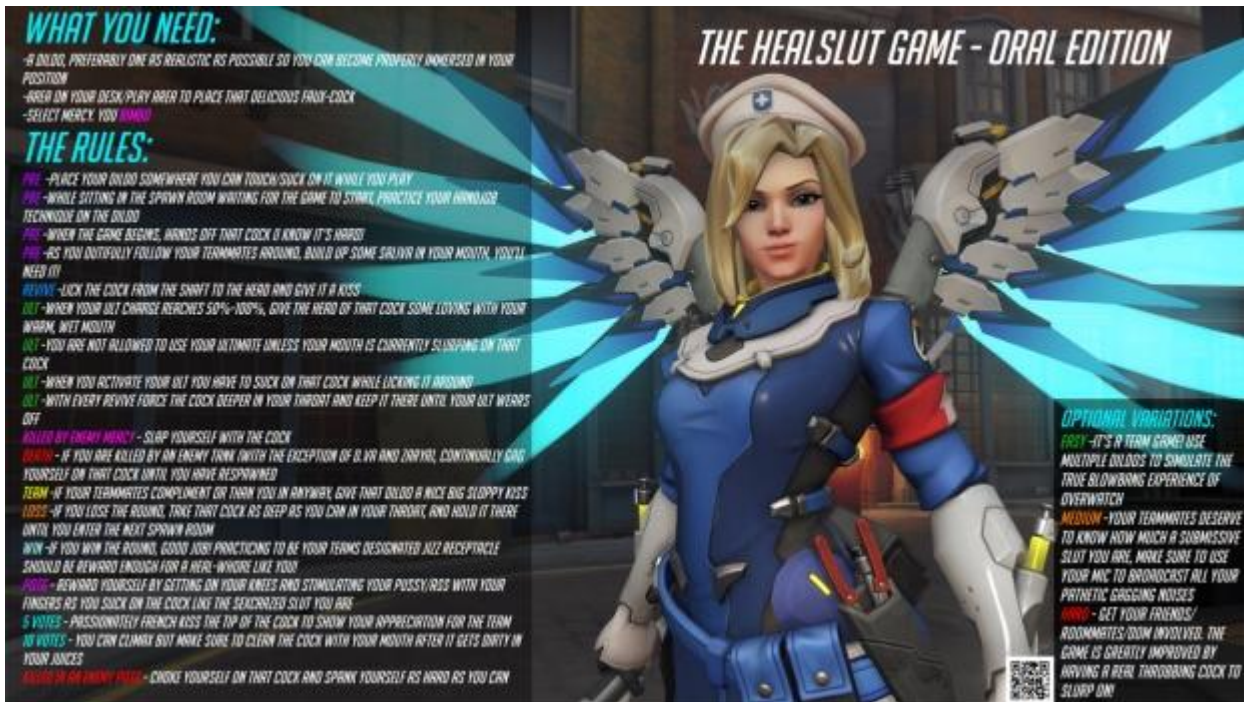 WHAT YOU NEED:
-A DILDO, PREFERABLY ONE AS REALISTIC AS POSSIBLE SO YOU CAN BECOME PROPERLY IMMERSED IN YOUR
POSITION
-AREA ON YOUR DESK/PLAY AREA TO PLACE THAT DELICIOUS FAUX-COCK
-SELECT MERCY. YOU BIMBO
THE RULES:
PRE -PLACE YOUR DILDO SOMEWHERE YOU CAN TOUCH/SUCK ON IT WHILE YOU PLAY
PRE -WHILE SITTING IN THE SPAWN ROOM WAITING FOR THE GAME TO START, PRACTICE YOUR HANDJOB
TECHNIQUE ON THE DILDO
PRE -WHEN THE GAME BEGINS, HANDS OFF THAT COCK (I KNOW IT'S HARD)
PRE -AS YOU DUTIFULLY FOLLOW YOUR TEAMMATES AROUND, BUILD UP SOME SALIVA IN YOUR MOUTH, YOU'LL
NEED IT!
REVIVE -LICK THE COCK FROM THE SHAFT TO THE HEAD AND GIVE IT A KISS
ULT -WHEN YOUR ULT CHARGE REACHES 50%-100%, GIVE THE HEAD OF THAT COCK SOME LOVING WITH YOUR
WARM, WET MOUTH
ULT -YOU ARE NOT ALLOWED TO USE YOUR ULTIMATE UNLESS YOUR MOUTH IS CURRENTLY SLURPING ON THAT
COCK
ULT -WHEN YOU ACTIVATE YOUR ULT YOU HAVE TO SUCK ON THAT COCK WHILE LICKING IT AROUND
ULT -WITH EVERY REVIVE FORCE THE COCK DEEPER IN YOUR THROAT AND KEEP IT THERE UNTIL YOUR ULT WEARS
OFF
KILLED BY ENEMY MERCY - SLAP YOURSELF WITH THE COCK
DEATH - IF YOU ARE KILLED BY AN ENEMY TANK (WITH THE EXCEPTION OF D.VA AND ZARYA), CONTINUALLY GAG
YOURSELF ON THAT COCK UNTIL YOU HAVE RESPAWNED
TEAM -IF YOUR TEAMMATES COMPLIMENT OR THAN YOU IN ANYWAY, GIVE THAT DILDO A NICE BIG SLOPPY KISS
LOSS -IF YOU LOSE THE ROUND, TAKE THAT COCK AS DEEP AS YOU CAN IN YOUR THROAT, AND HOLD IT THERE
UNTIL YOU ENTER THE NEXT SPAWN ROOM
WIN -IF YOU WIN THE ROUND, GOOD JOB! PRACTICING TO BE YOUR TEAMS DESIGNATED JIZZ RECEPTACLE
SHOULD BE REWARD ENOUGH FOR A HEAL-WHORE LIKE YOU!
POTG - REWARD YOURSELF BY GETTING ON YOUR KNEES AND STIMULATING YOUR PUSSY/ASS WITH YOUR
FINGERS AS YOU SUCK ON THE COCK LIKE THE SEXCRAZED SLUT YOU ARE
5 VOTES - PASSIONATELY FRENCH KISS THE TIP OF THE COCK TO SHOW YOUR APPRECIATION FOR THE TEAM
10 VOTES - YOU CAN CLIMAX BUT MAKE SURE TO CLEAN THE COCK WITH YOUR MOUTH AFTER IT GETS DIRTY IN
YOUR JUICES
KILLED IN AN ENEMY POTG - CHOKE YOURSELF ON THAT COCK AND SPANK YOURSELF AS HARD AS YOU CAN
THE HEALSLUT GAME - ORAL EDITION
OPTIONAL VARIATIONS:
EASY -IT'S A TEAM GAME! USE
MULTIPLE DILDOS TO SIMULATE THE
TRUE BLOWBANG EXPERIENCE OF
OVERWATCH
MEDIUM -YOUR TEAMMATES DESERVE
TO KNOW HOW MUCH A SUBMISSIVE
SLUT YOU ARE, MAKE SURE TO USE
YOUR MIC TO BROADCAST ALL YOUR
PATHETIC GAGGING NOISES
HARD - GET YOUR FRIENDS/
ROOMMATES/DOM INVOLVED. THE
GAME IS GREATLY IMPROVED BY
HAVING A REAL THROBBING COCK TO
SLURP ON!